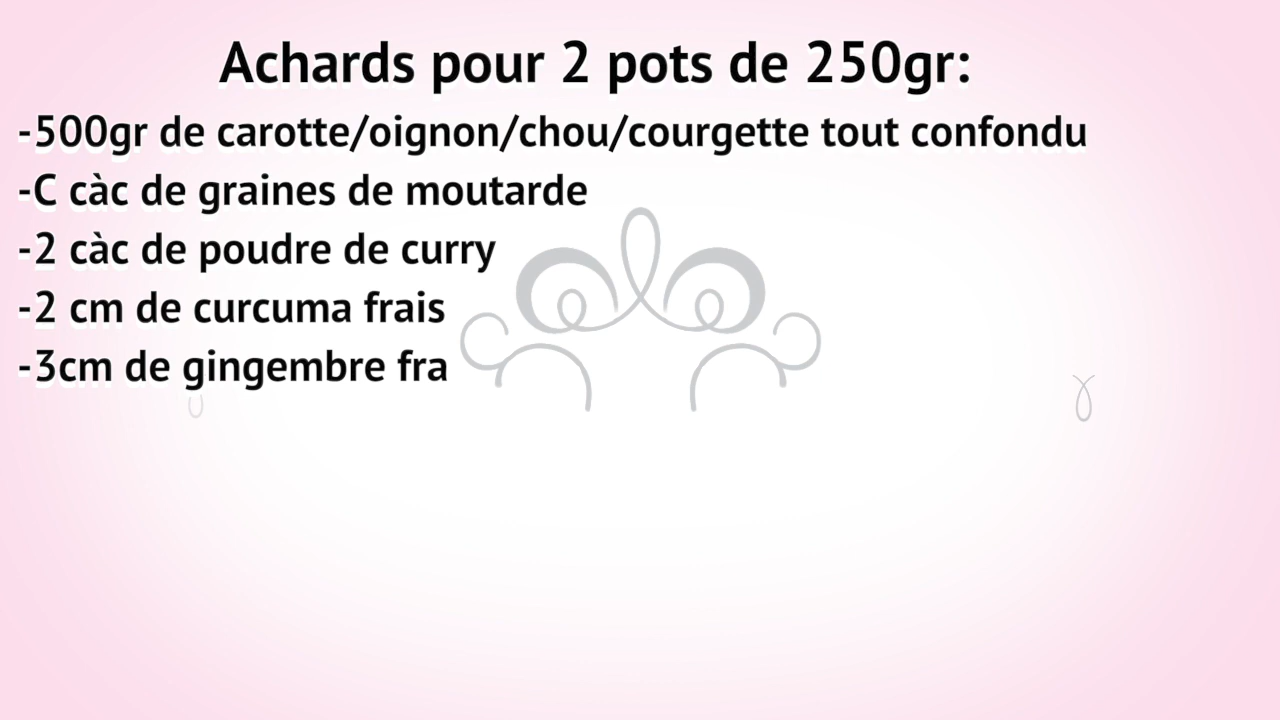 Achards pour 2 pots de 250gr:
-500gr de carotte/oignon/chou/courgette tout confondu
-C càc de graines de moutarde
-2 càc de poudre de curry
-2 cm de curcuma frais
-3cm de gingembre fra